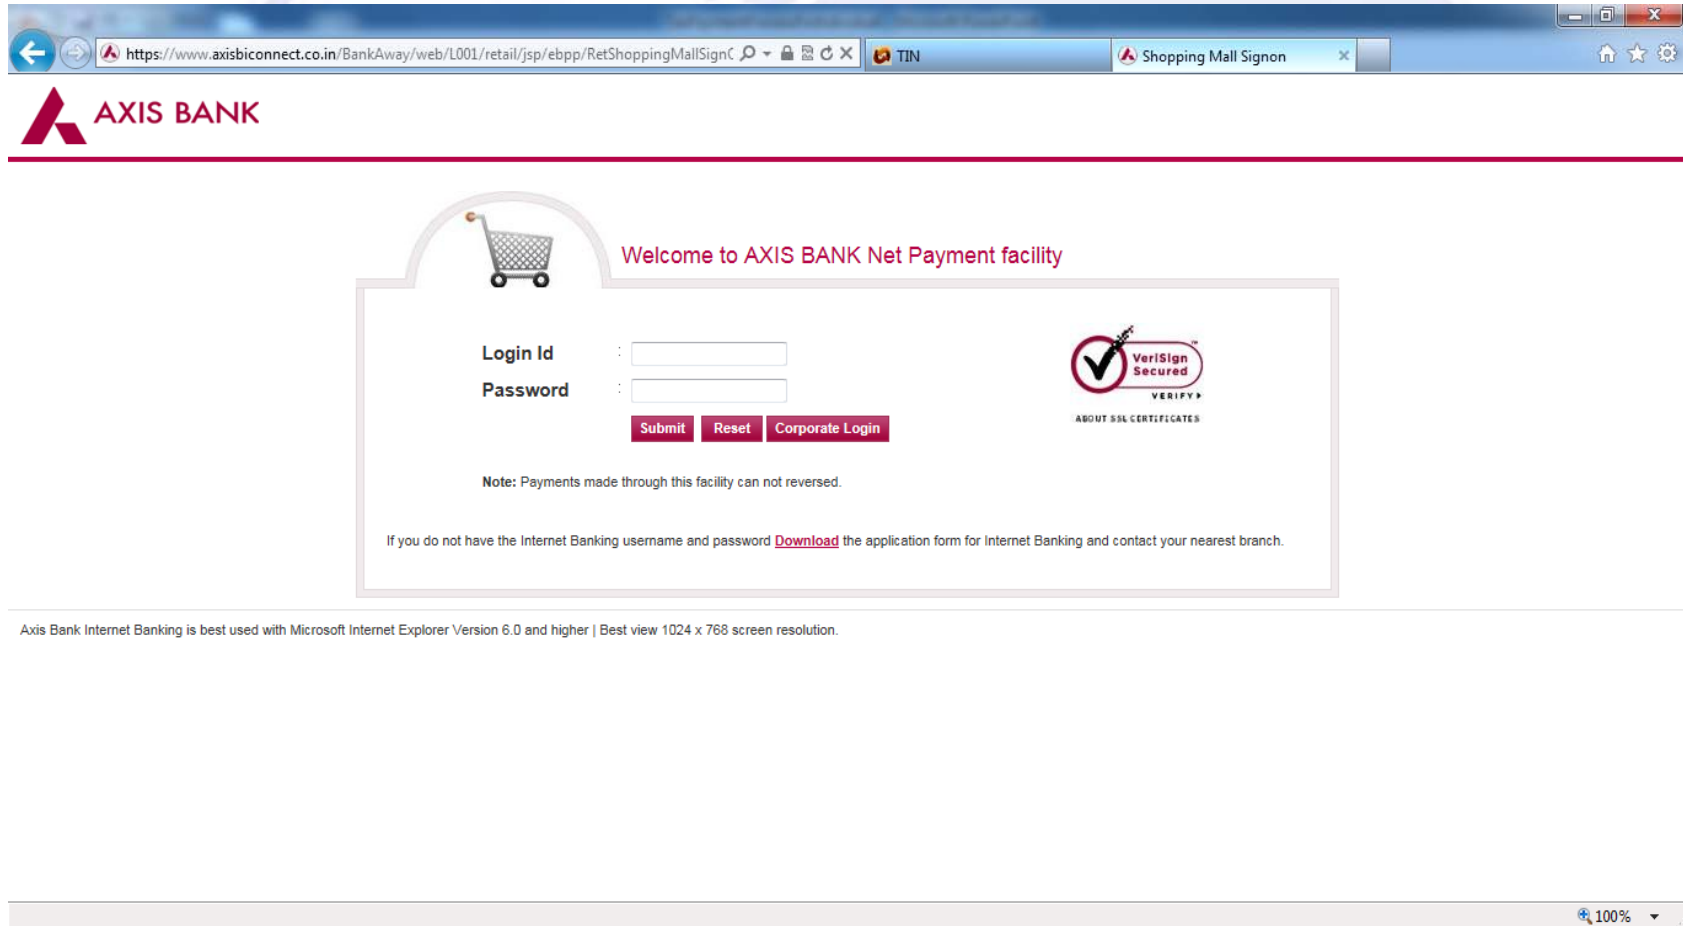 https://www.axisbiconnect.co.in/BankAway/web/L001/retail/jsp/ebpp/RetShoppingMallSign
TIN
Shopping Mall Signon
AXIS BANK
Welcome to AXIS BANK Net Payment facility
Login Id :
Password :
Submit Reset Corporate Login
VeriSign
Secured
VERIFY
ABOUT SSL CERTIFICATES
Note: Payments made through this facility can not reversed.
If you do not have the Internet Banking username and password Download the application form for Internet Banking and contact your nearest branch.
Axis Bank Internet Banking is best used with Microsoft Internet Explorer Version 6.0 and higher | Best view 1024 x 768 screen resolution.
100%